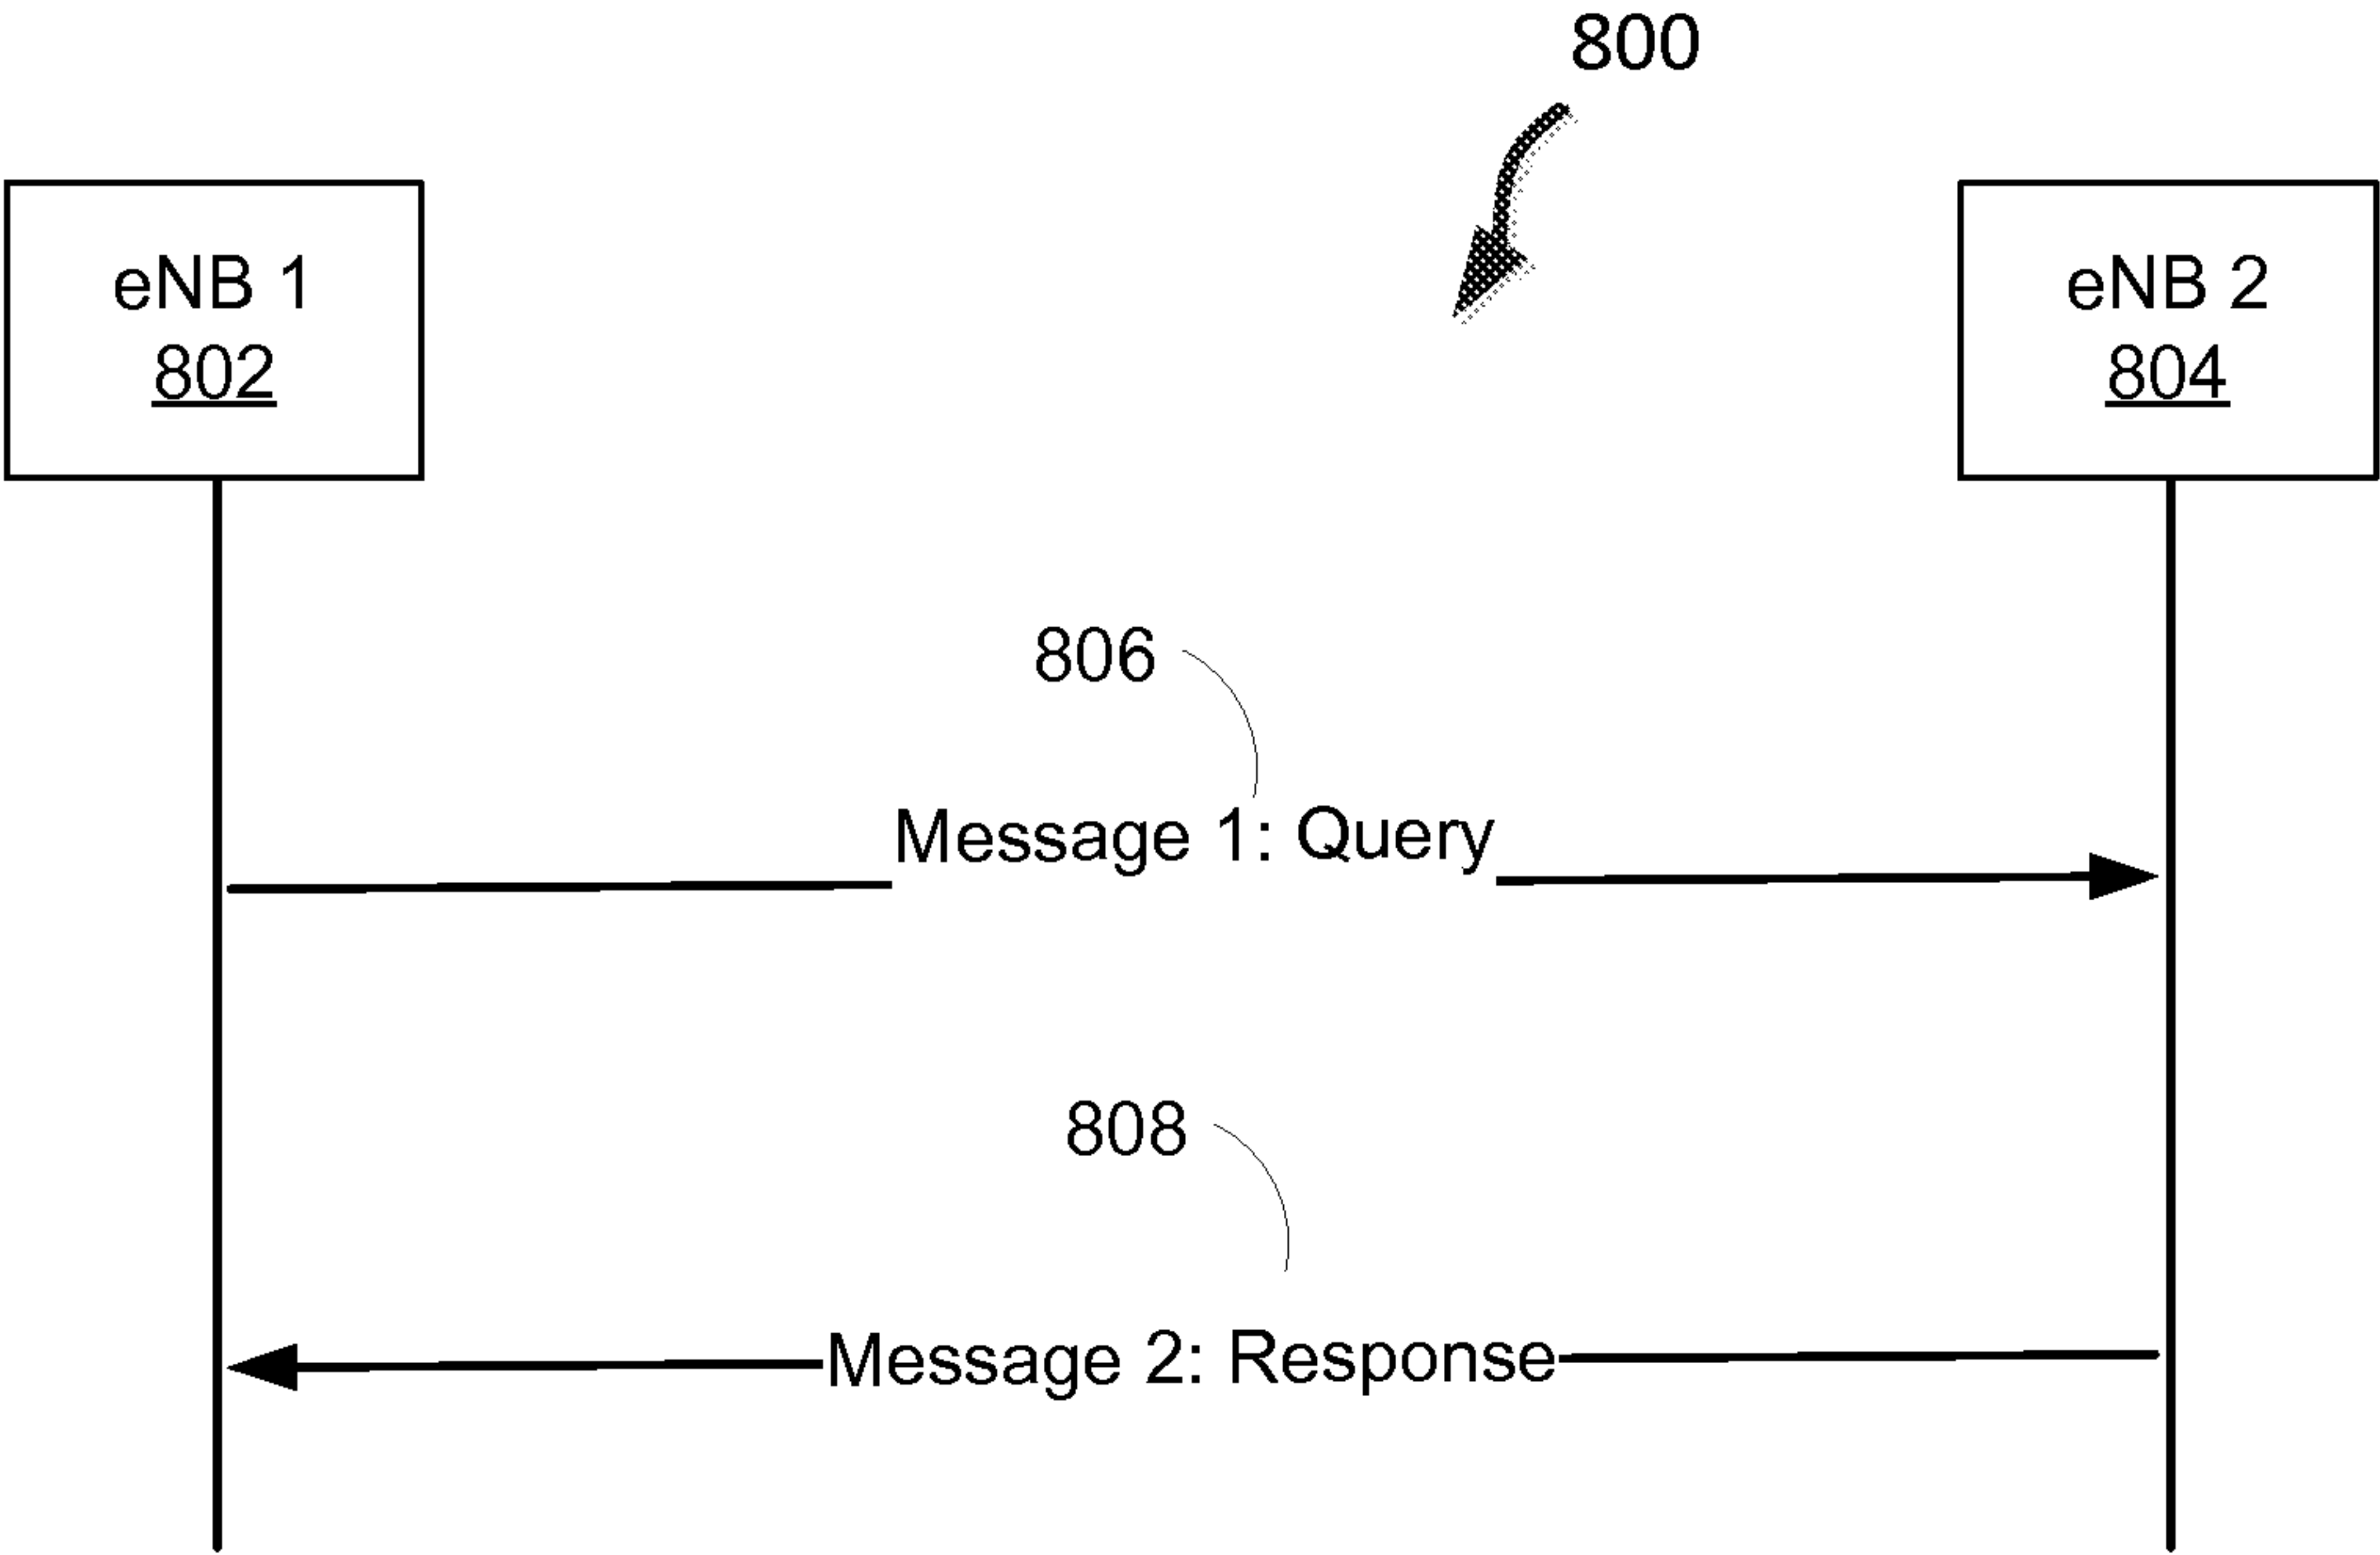 800
eNB 1
802
eNB 2
804
806
Message 1: Query
808
Message 2: Response